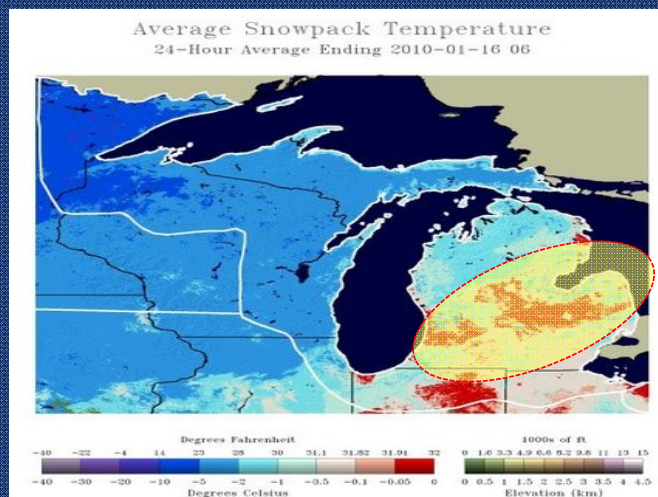 Average Snowpack Temperature
24-Hour Average Ending 2010-01-16 06
Degrees Fahrenheit
-40 -22 -4 14 23 28 30 31.1 31.82 31.91 32
-40 -30 -20 -10 -5 -2 -1 -0.5 -0.1 -0.05 0
Degrees Celsius
1000s of ft
0 1.6 3.3 4.9 6.6 8.2 9.8 11 13 15
0 0.5 1 1.5 2 2.5 3 3.5 4 4.5
Elevation (km)